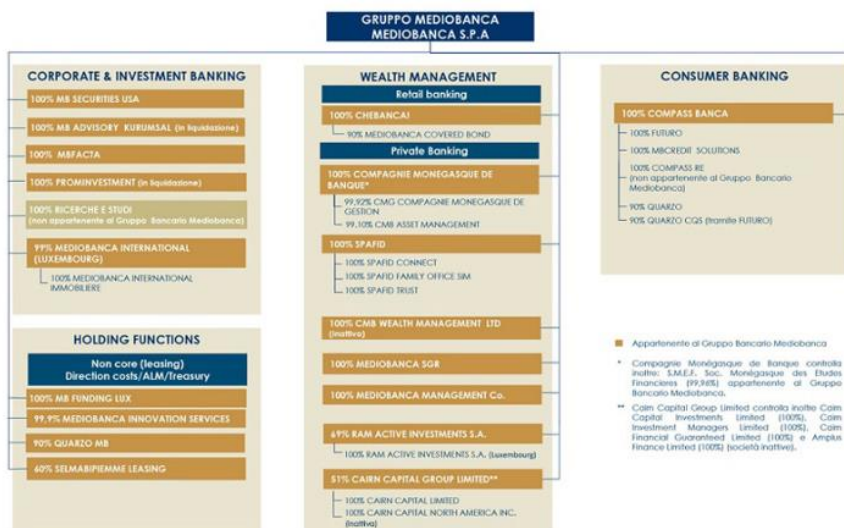 GRUPPO MEDIOBANCA
MEDIOBANCA S.P.A
CORPORATE & INVESTMENT BANKING
100% MB SECURITIES USA
100% MB ADVISORY KURUMSAL (in liquidazione)
100% MBFACTA
100% PROMINVESTMENT (in liquidazione)
100% RICERCHE E STUDI
(non appartenente al Gruppo Bancario Mediobanca)
99% MEDIOBANCA INTERNATIONAL
(LUXEMBOURG)
100% MEDIOBANCA INTERNATIONAL
IMMOBILIERE
HOLDING FUNCTIONS
Non core (leasing)
Direction costs/ALM/Treasury
100% MB FUNDING LUX
99,9% MEDIOBANCA INNOVATION SERVICES
90% QUARZO MB
60% SELMABIPIEMME LEASING
WEALTH MANAGEMENT
Retail banking
100% CHEBANCA!
90% MEDIOBANCA COVERED BOND
Private Banking
100% COMPAGNIE MONEGASQUE DE
BANQUE*
99,92% CMG COMPAGNIE MONEGASQUE DE
GESTION
99,10% CMB ASSET MANAGEMENT
100% SPAFID
100% SPAFID CONNECT
100% SPAFID FAMILY OFFICE SIM
100% SPAFID TRUST
100% CMB WEALTH MANAGEMENT LTD
(inattiva)
100% MEDIOBANCA SGR
100% MEDIOBANCA MANAGEMENT Co.
69% RAM ACTIVE INVESTMENTS S.A.
100% RAM ACTIVE INVESTMENTS S.A. (Luxembourg)
51% CAIRN CAPITAL GROUP LIMITED**
100% CAIRN CAPITAL LIMITED
100% CAIRN CAPITAL NORTH AMERICA INC.
(inattiva)
CONSUMER BANKING
100% COMPASS BANCA
100% FUTURO
100% MBCREDIT SOLUTIONS
100% COMPASS RE
(non appartenente al Gruppo Bancario
Mediobanca)
90% QUARZO
90% QUARZO CQS (tramite FUTURO)
Appartenente al Gruppo Bancario Mediobanca
* Compagnie Monégasque de Banque controlla
inoltre: S.M.E.F. Soc. Monégasque des Etudes
Financieres (99,96%) appartenente al Gruppo
Bancario Mediobanca.
** Cairn Capital Group Limited controlla inoltre Cairn
Capital Investments Limited (100%), Cairn
Investment Managers Limited (100%), Cairn
Financial Guaranteed Limited (100%) e Amplus
Finance Limited (100%) (società inattive).